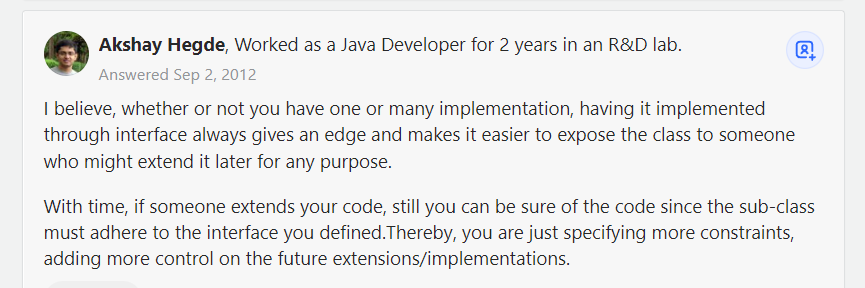 Akshay Hegde, Worked as a Java Developer for 2 years in an R&D lab.
Answered Sep 2, 2012
I believe, whether or not you have one or many implementation, having it implemented
through interface always gives an edge and makes it easier to expose the class to someone
who might extend it later for any purpose.
With time, if someone extends your code, still you can be sure of the code since the sub-class
must adhere to the interface you defined.Thereby, you are just specifying more constraints,
adding more control on the future extensions/implementations.